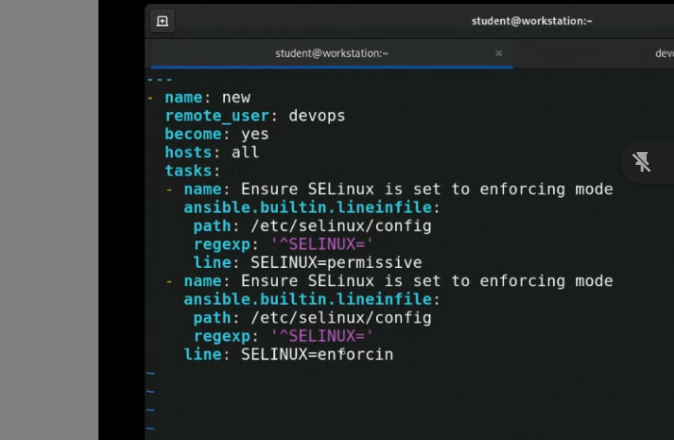 student@workstation:~
student@workstation:~ × devo
---
- name: new
  remote_user: devops
  become: yes
  hosts: all
  tasks:
  - name: Ensure SELinux is set to enforcing mode
    ansible.builtin.lineinfile:
     path: /etc/selinux/config
     regexp: '^SELINUX='
     line: SELINUX=permissive
  - name: Ensure SELinux is set to enforcing mode
    ansible.builtin.lineinfile:
     path: /etc/selinux/config
     regexp: '^SELINUX='
    line: SELINUX=enforcin
~
~
~
~